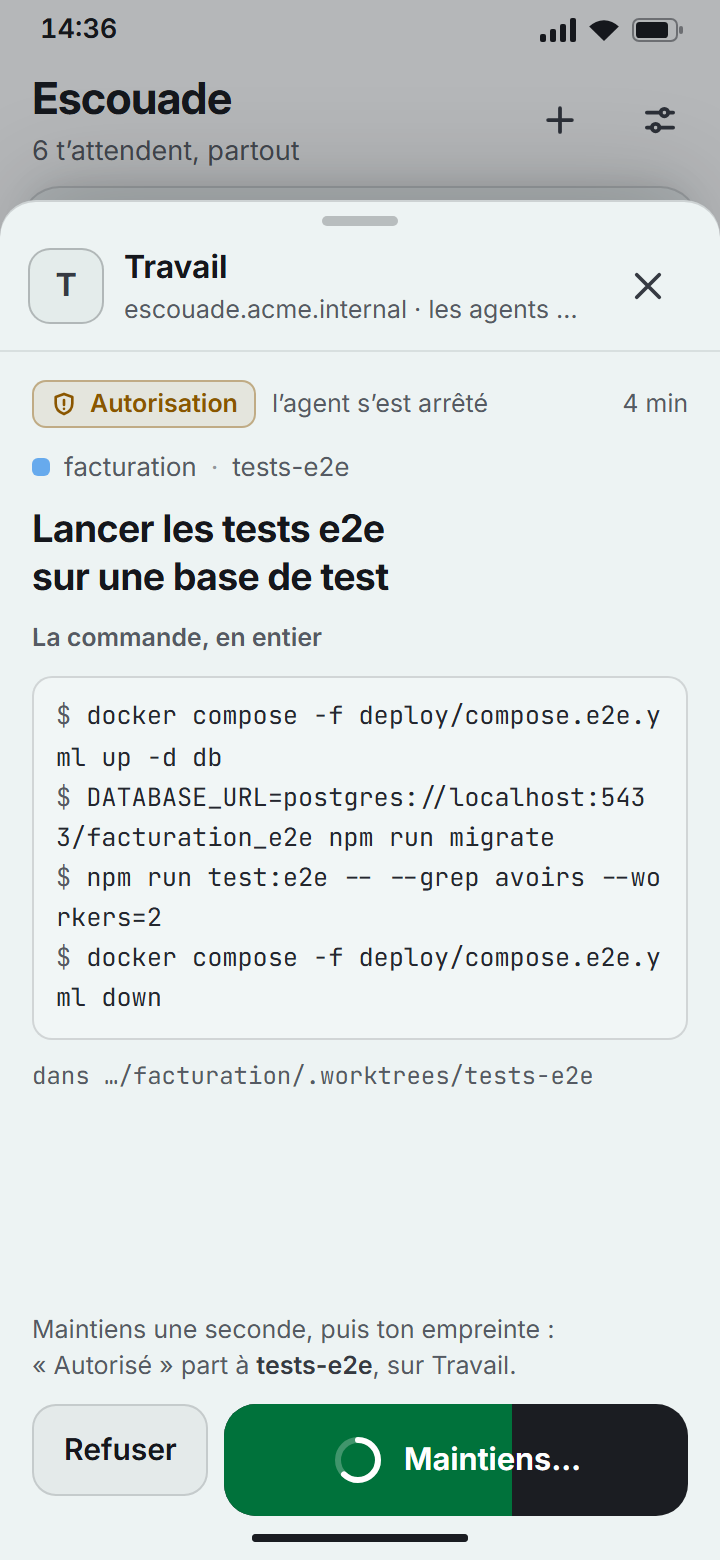 14:36
Escouade
6 t’attendent, partout
T
Travail
escouade.acme.internal · les agents …
Autorisation
l’agent s’est arrêté
4 min
facturation · tests-e2e
Lancer les tests e2e
sur une base de test
La commande, en entier
$ docker compose -f deploy/compose.e2e.y
ml up -d db
$ DATABASE_URL=postgres://localhost:543
3/facturation_e2e npm run migrate
$ npm run test:e2e -- --grep avoirs --wo
rkers=2
$ docker compose -f deploy/compose.e2e.y
ml down
dans …/facturation/.worktrees/tests-e2e
Maintiens une seconde, puis ton empreinte :
« Autorisé » part à tests-e2e, sur Travail.
Refuser
Maintiens…